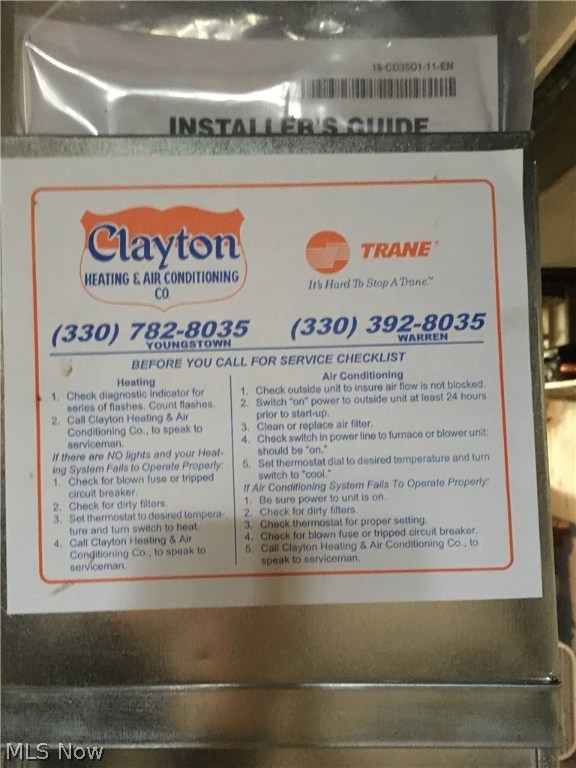 18-CD35D1-11-EN
INSTALLER'S GUIDE
Clayton
HEATING & AIR CONDITIONING
CO.
TRANE
It's Hard To Stop A Trane™
(330) 782-8035
YOUNGSTOWN
(330) 392-8035
WARREN
BEFORE YOU CALL FOR SERVICE CHECKLIST
Heating
1. Check diagnostic indicator for
series of flashes. Count flashes.
2. Call Clayton Heating & Air
Conditioning Co., to speak to
serviceman.
If there are NO lights and your Heat-
ing System Fails to Operate Properly:
1. Check for blown fuse or tripped
circuit breaker.
2. Check for dirty filters.
3. Set thermostat to desired tempera-
ture and turn switch to heat.
4. Call Clayton Heating & Air
Conditioning Co., to speak to
serviceman.
Air Conditioning
1. Check outside unit to insure air flow is not blocked.
2. Switch "on" power to outside unit at least 24 hours
prior to start-up.
3. Clean or replace air filter.
4. Check switch in power line to furnace or blower unit:
should be "on."
5. Set thermostat dial to desired temperature and turn
switch to "cool."
If Air Conditioning System Fails To Operate Properly:
1. Be sure power to unit is on.
2. Check for dirty filters.
3. Check thermostat for proper setting.
4. Check for blown fuse or tripped circuit breaker.
5. Call Clayton Heating & Air Conditioning Co., to
speak to serviceman.
MLS Now